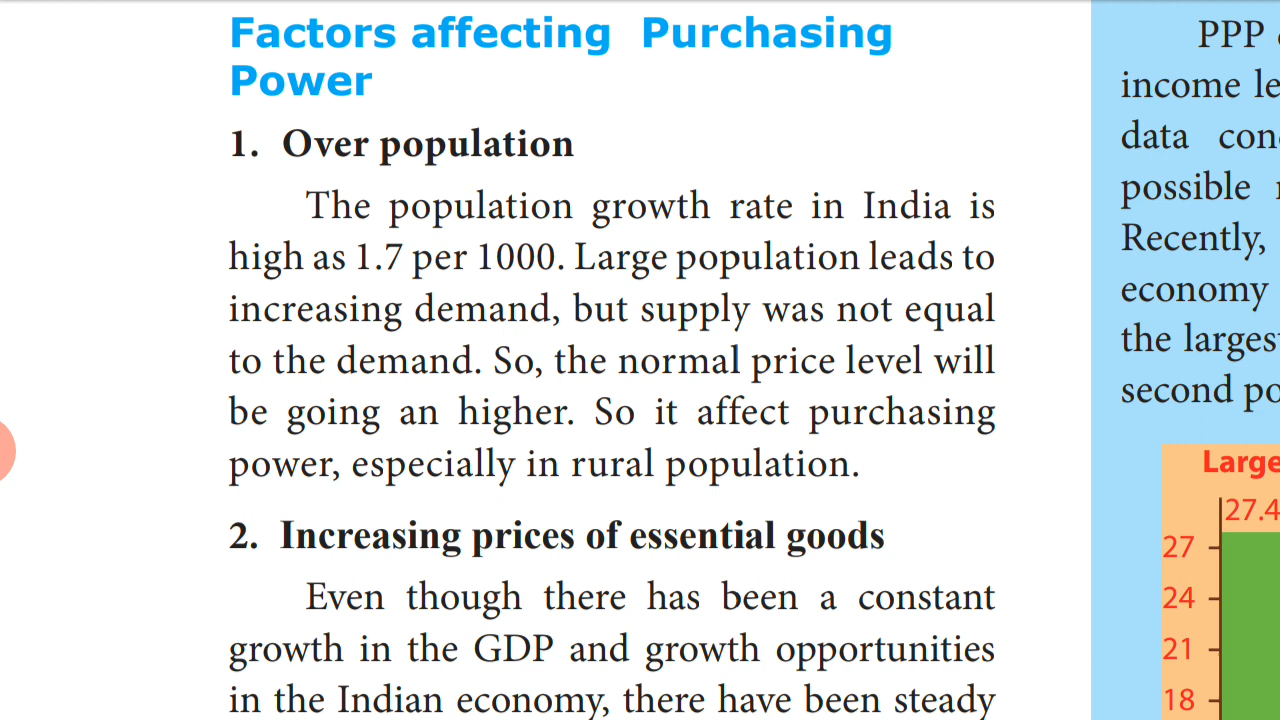 Factors affecting Purchasing
Power
1. Over population
The population growth rate in India is
high as 1.7 per 1000. Large population leads to
increasing demand, but supply was not equal
to the demand. So, the normal price level will
be going an higher. So it affect purchasing
power, especially in rural population.
2. Increasing prices of essential goods
Even though there has been a constant
growth in the GDP and growth opportunities
in the Indian economy, there have been steady
PPP
income
data
possible
Recently,
economy
the
second
27.4
27
24
21
18